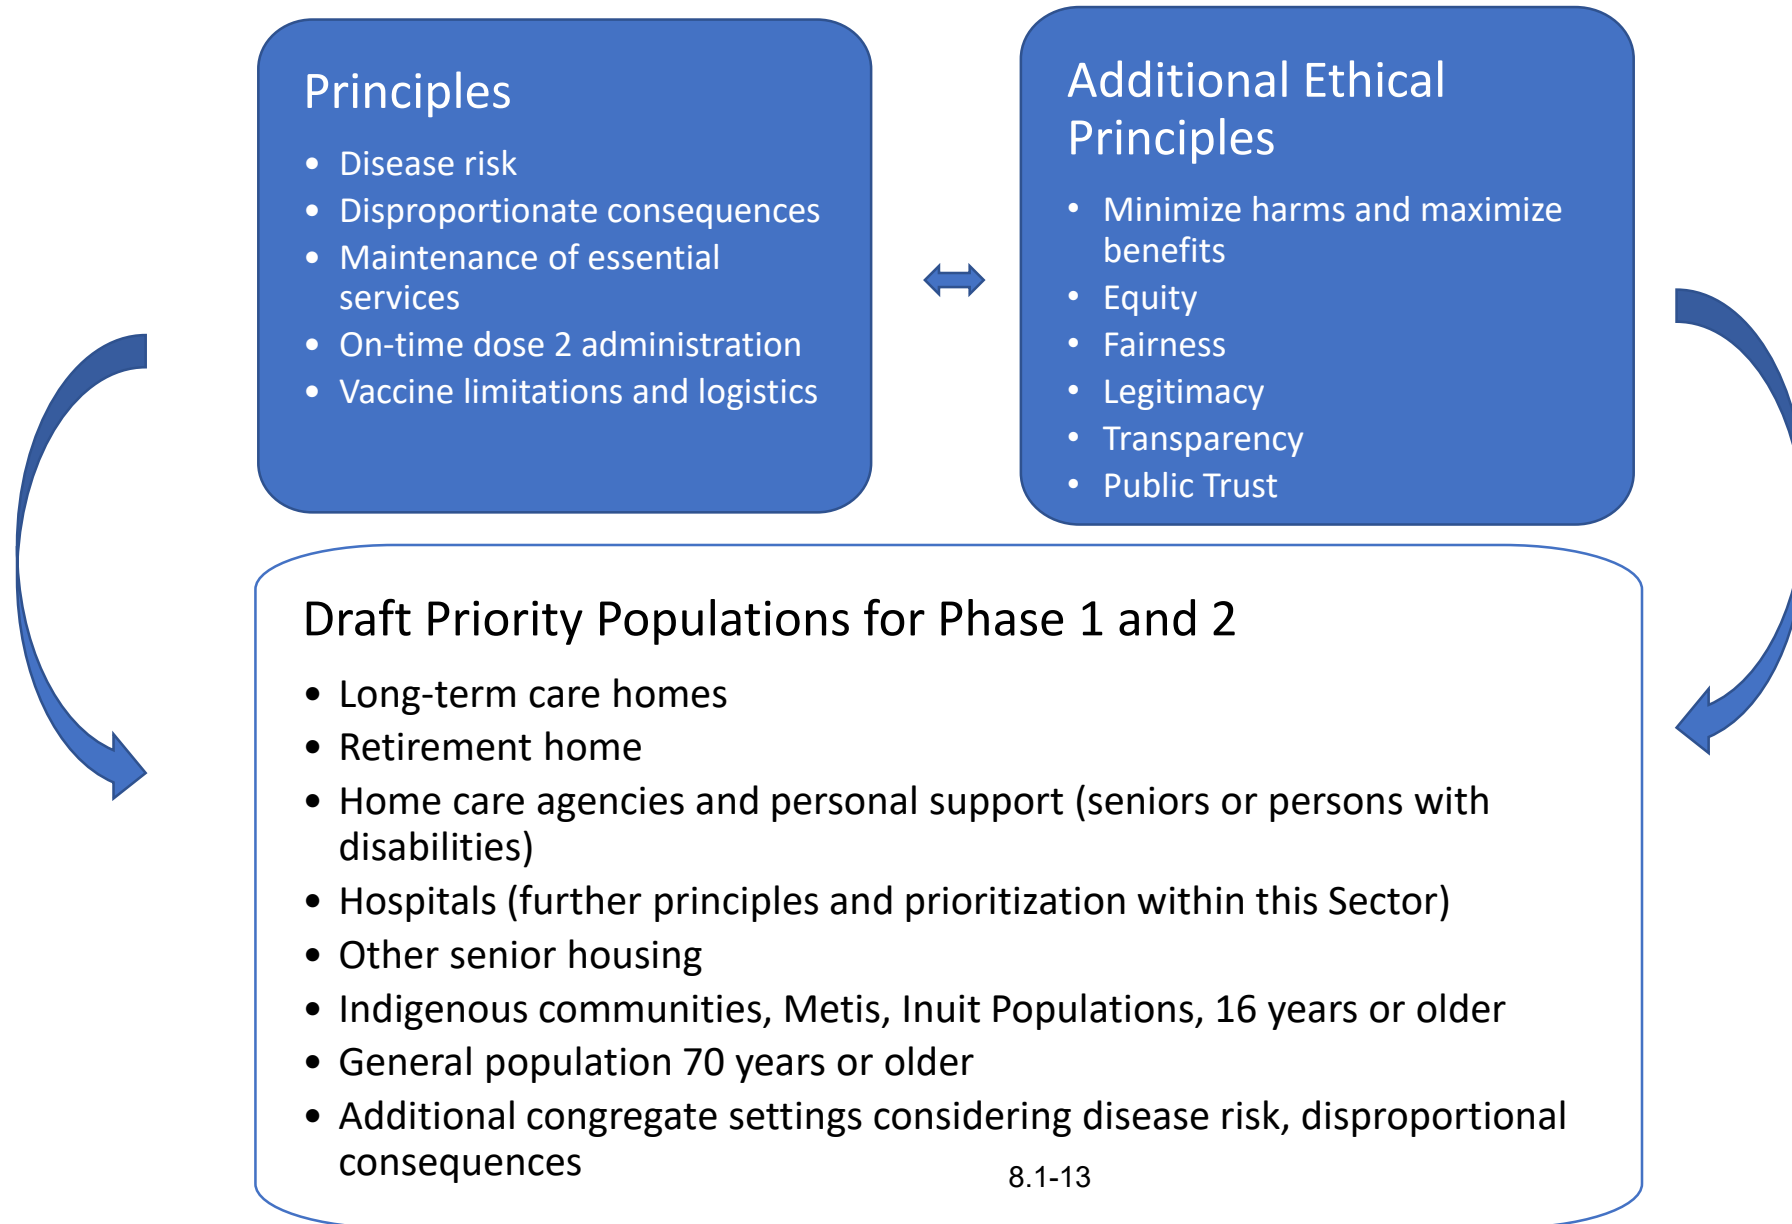 Principles
• Disease risk
• Disproportionate consequences
• Maintenance of essential
services
• On-time dose 2 administration
• Vaccine limitations and logistics
Additional Ethical
Principles
• Minimize harms and maximize
benefits
• Equity
• Fairness
• Legitimacy
• Transparency
• Public Trust
Draft Priority Populations for Phase 1 and 2
• Long-term care homes
• Retirement home
• Home care agencies and personal support (seniors or persons with
disabilities)
• Hospitals (further principles and prioritization within this Sector)
• Other senior housing
• Indigenous communities, Metis, Inuit Populations, 16 years or older
• General population 70 years or older
• Additional congregate settings considering disease risk, disproportional
consequences
8.1-13